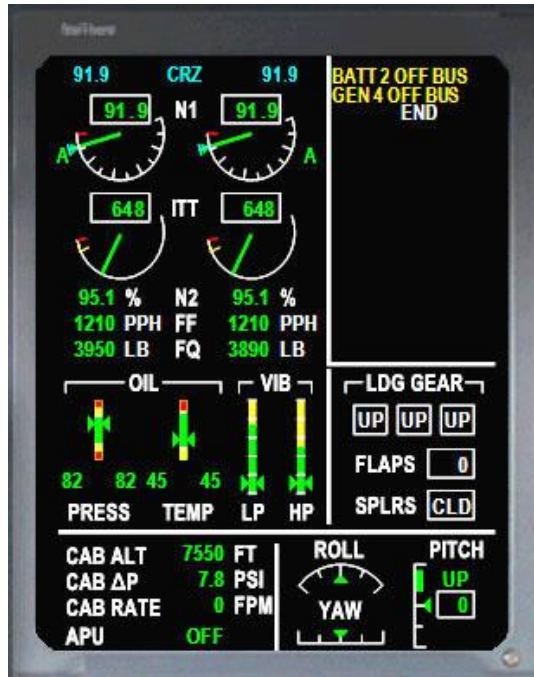 91.9 CRZ 91.9
91.9 N1 91.9
A A
648 ITT 648
95.1 % N2 95.1 %
1210 PPH FF 1210 PPH
3950 LB FQ 3890 LB
BATT 2 OFF BUS
GEN 4 OFF BUS
END
OIL VIB
82 82 45 45
PRESS TEMP LP HP
LDG GEAR
UP UP UP
FLAPS 0
SPLRS CLD
CAB ALT 7550 FT
CAB ΔP 7.8 PSI
CAB RATE 0 FPM
APU OFF
ROLL PITCH
UP
YAW 0